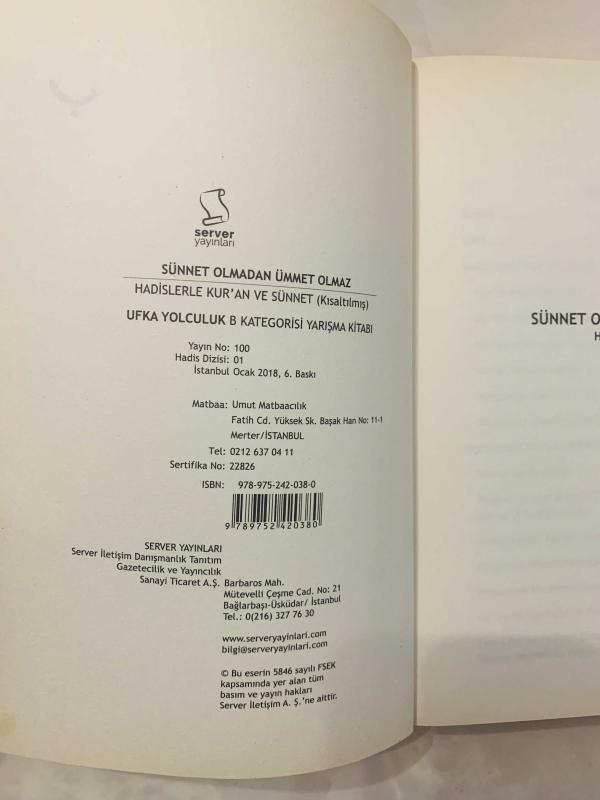 server
yayınları
SÜNNET OLMADAN ÜMMET OLMAZ
HADİSLERLE KUR'AN VE SÜNNET (Kısaltılmış)
UFKA YOLCULUK B KATEGORİSİ YARIŞMA KİTABI
Yayın No: 100
Hadis Dizisi: 01
İstanbul Ocak 2018, 6. Baskı
Matbaa: Umut Matbaacılık
Fatih Cd. Yüksek Sk. Başak Han No: 11-1
Merter/İSTANBUL
Tel: 0212 637 04 11
Sertifika No: 22826
ISBN: 978-975-242-038-0
9 789752 420380
SERVER YAYINLARI
Server İletişim Danışmanlık Tanıtım
Gazetecilik ve Yayıncılık
Sanayi Ticaret A.Ş. Barbaros Mah.
Mütevelli Çeşme Cad. No: 21
Bağlarbaşı-Üsküdar/ İstanbul
Tel.: 0(216) 327 76 30
www.serveryayinlari.com
bilgi@serveryayinlari.com
© Bu eserin 5846 sayılı FSEK
kapsamında yer alan tüm
basım ve yayın hakları
Server İletişim A. Ş.'ne aittir.
SÜNNET O
H